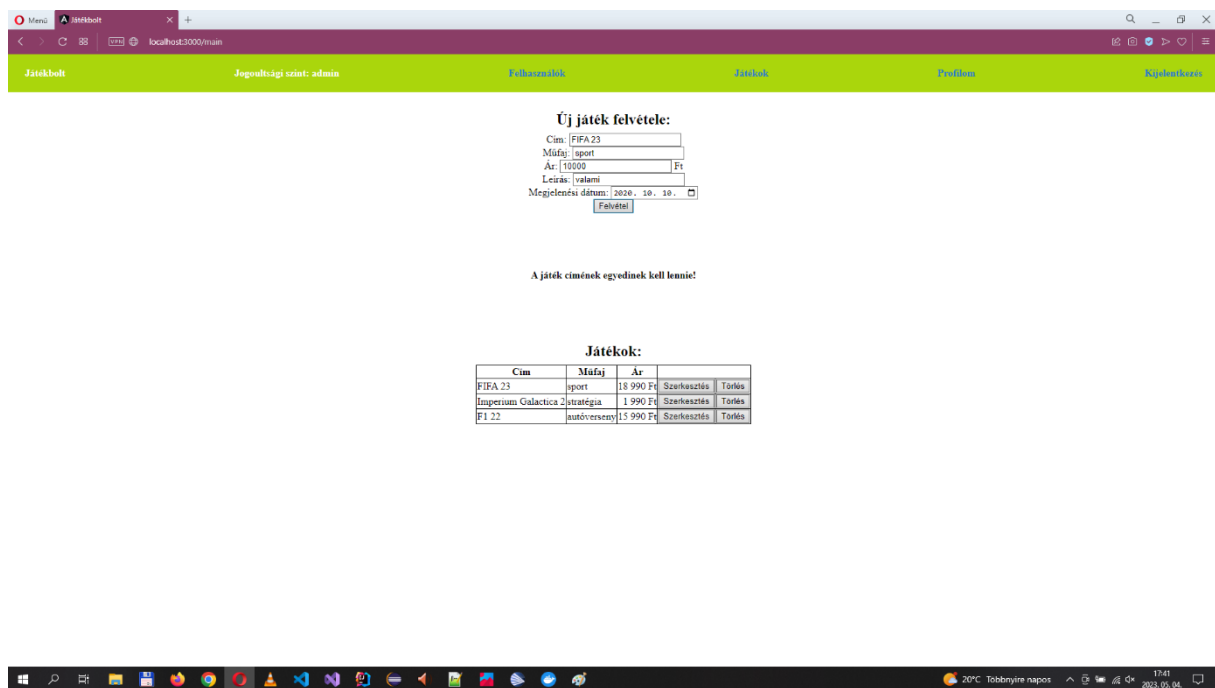 Menü Játékbolt
VPN localhost:3000/main
Játékbolt Jogoultsági szint: admin Felhasználók Játékok Profilom Kijelentkezés
Új játék felvétele:
Cím: FIFA 23
Műfaj: sport
Ár: 10000 Ft
Leírás: valami
Megjelenési dátum: 2020. 10. 10.
Felvétel
A játék címének egyedinek kell lennie!
Játékok:
Cím Műfaj Ár
FIFA 23 sport 18 990 Ft Szerkesztés Törlés
Imperium Galactica 2 stratégia 1 990 Ft Szerkesztés Törlés
F1 22 autóverseny 15 990 Ft Szerkesztés Törlés
20°C Többnyire napos 17:41
2023. 05. 04.